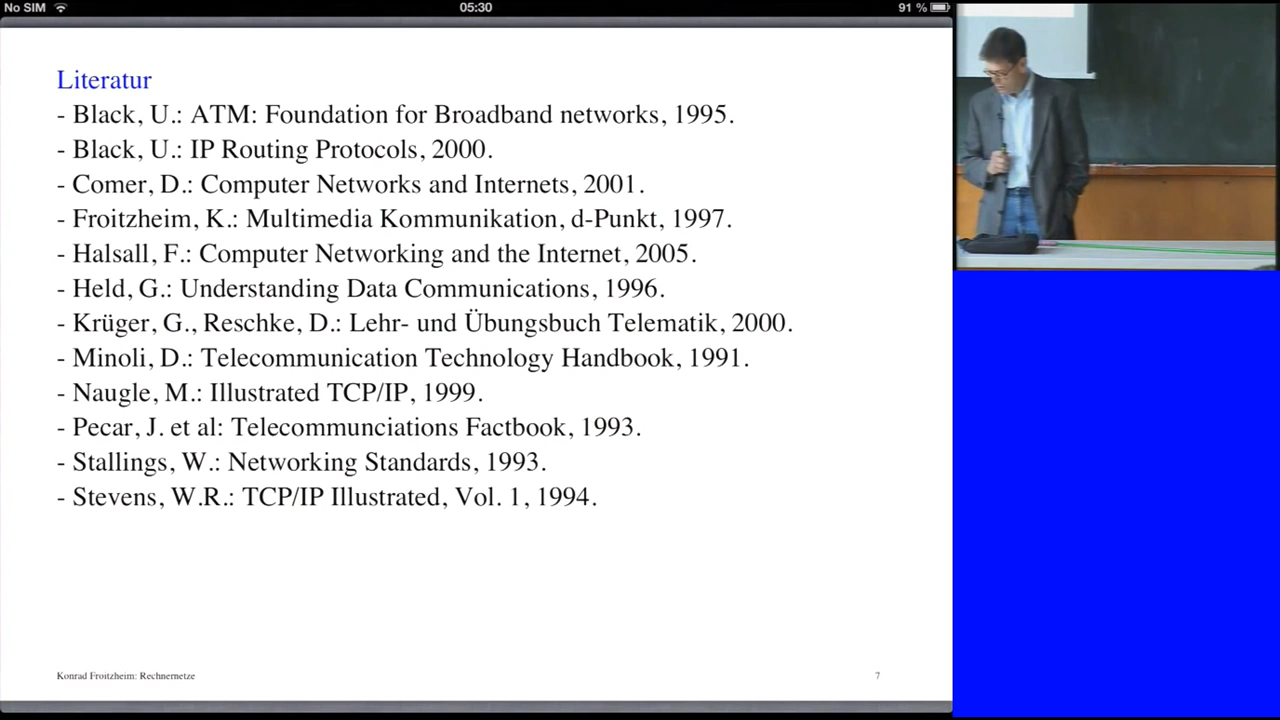 No SIM 05:30 91 %
Literatur
- Black, U.: ATM: Foundation for Broadband networks, 1995.
- Black, U.: IP Routing Protocols, 2000.
- Comer, D.: Computer Networks and Internets, 2001.
- Froitzheim, K.: Multimedia Kommunikation, d-Punkt, 1997.
- Halsall, F.: Computer Networking and the Internet, 2005.
- Held, G.: Understanding Data Communications, 1996.
- Krüger, G., Reschke, D.: Lehr- und Übungsbuch Telematik, 2000.
- Minoli, D.: Telecommunication Technology Handbook, 1991.
- Naugle, M.: Illustrated TCP/IP, 1999.
- Pecar, J. et al: Telecommunciations Factbook, 1993.
- Stallings, W.: Networking Standards, 1993.
- Stevens, W.R.: TCP/IP Illustrated, Vol. 1, 1994.
Konrad Froitzheim: Rechnernetze 7